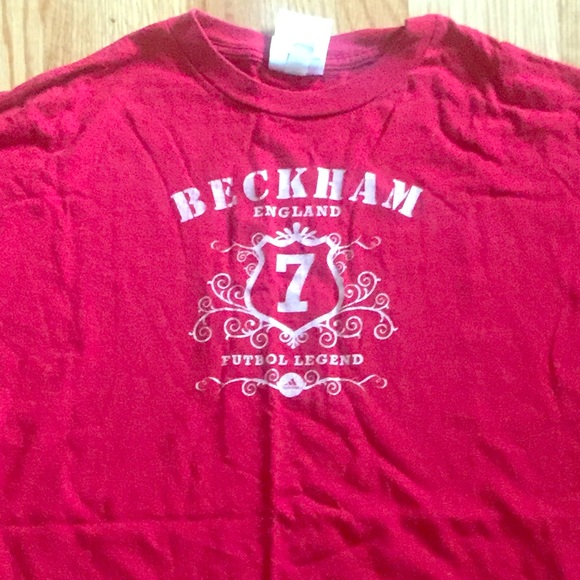 BECKHAM
ENGLAND
7
FUTBOL LEGEND